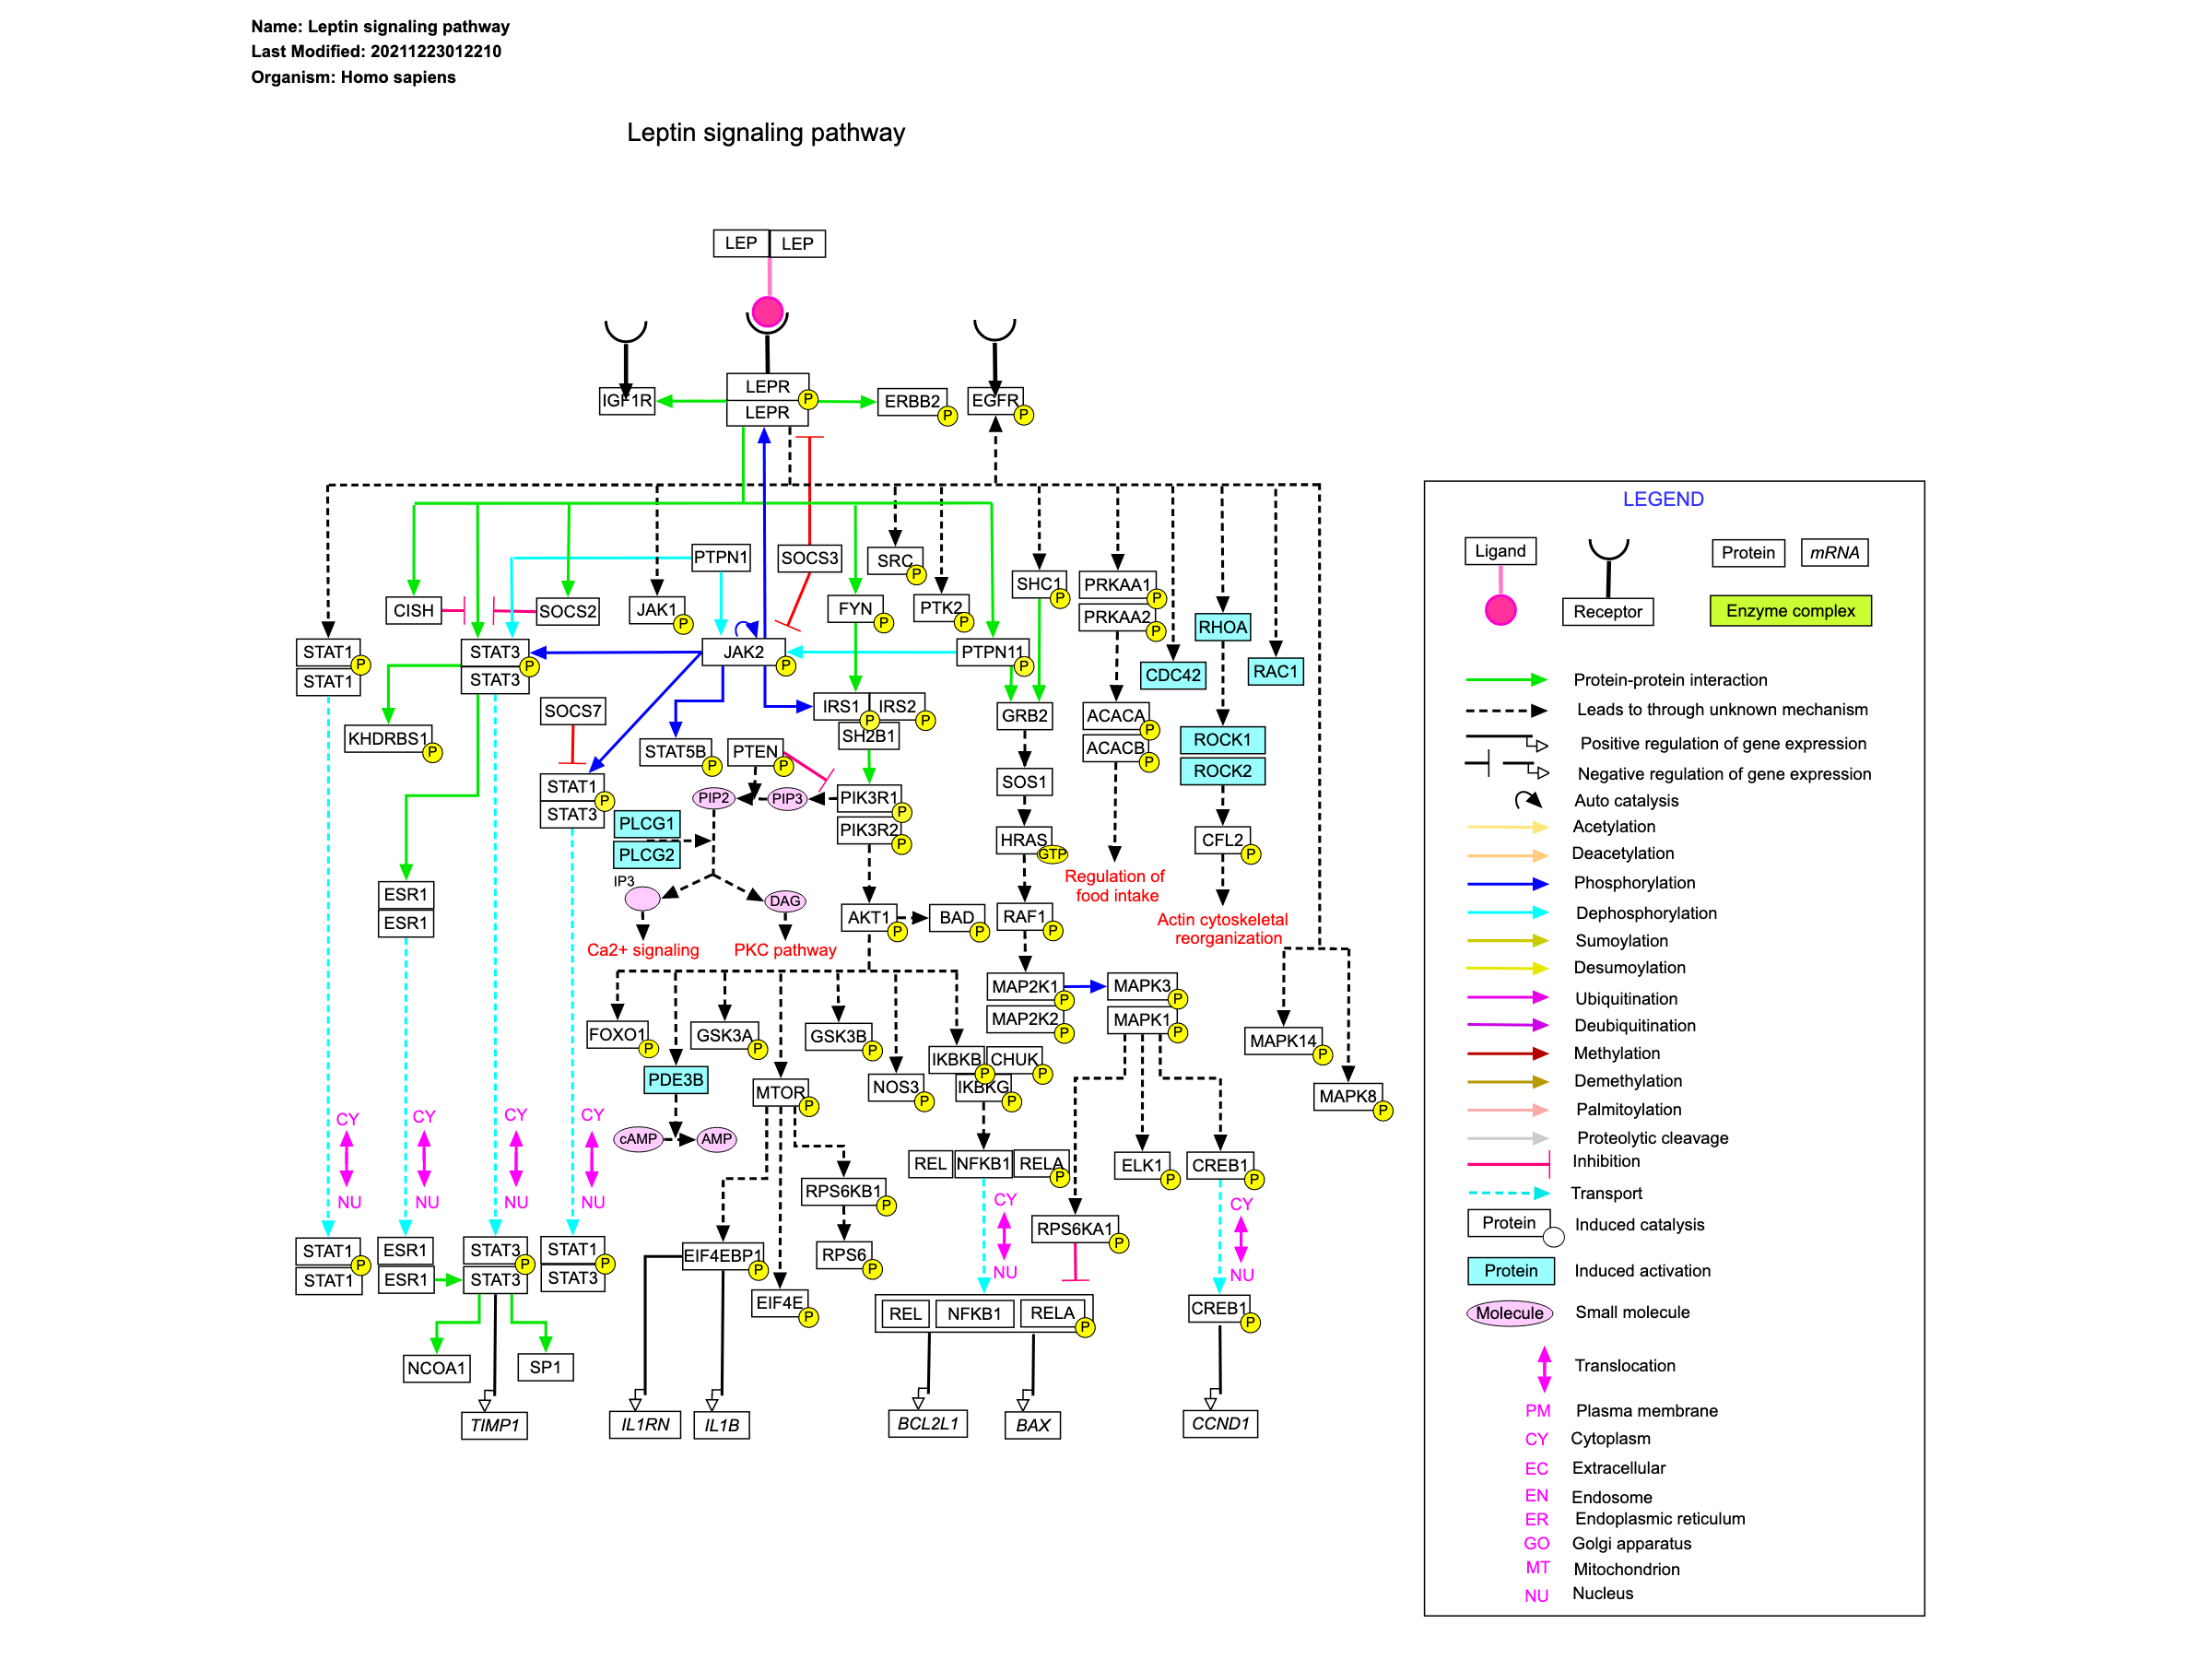 Name: Leptin signaling pathway
Last Modified: 20211223012210
Organism: Homo sapiens
Leptin signaling pathway
LEP LEP
IGF1R LEPR P ERBB2 P EGFR P
LEPR
PTPN1 SOCS3 SRC P
CISH SOCS2 JAK1 P FYN P PTK2 P SHC1 P PRKAA1 P
PRKAA2 P
RHOA
STAT1 P STAT3 P JAK2 P PTPN11 P CDC42 RAC1
STAT1 STAT3
SOCS7 IRS1 P IRS2 P GRB2 ACACA P
KHDRBS1 P STAT5B P PTEN P SH2B1 ACACB P ROCK1
ROCK2
STAT1 P PIP2 PIP3 PIK3R1 P SOS1
STAT3 PLCG1 PIK3R2 P HRAS GTP CFL2 P
PLCG2
IP3 DAG
Regulation of
food intake
ESR1
ESR1 AKT1 P BAD P RAF1 P
Actin cytoskeletal
reorganization
Ca2+ signaling PKC pathway
MAP2K1 P MAPK3 P
MAP2K2 P MAPK1 P
FOXO1 P GSK3A P GSK3B P MAPK14 P
IKBKB P CHUK P
PDE3B MTOR P NOS3 P IKBKG P MAPK8 P
CY CY CY CY
cAMP AMP
REL NFKB1 RELA P ELK1 P CREB1 P
NU NU NU NU
RPS6KB1 P CY CY
RPS6KA1 P
STAT1 P ESR1 STAT3 P STAT1 P EIF4EBP1 P RPS6 P
STAT1 ESR1 STAT3 STAT3 NU NU
EIF4E P REL NFKB1 RELA P CREB1 P
NCOA1 SP1
TIMP1 IL1RN IL1B BCL2L1 BAX CCND1
LEGEND
Ligand Protein mRNA
Receptor Enzyme complex
Protein-protein interaction
Leads to through unknown mechanism
Positive regulation of gene expression
Negative regulation of gene expression
Auto catalysis
Acetylation
Deacetylation
Phosphorylation
Dephosphorylation
Sumoylation
Desumoylation
Ubiquitination
Deubiquitination
Methylation
Demethylation
Palmitoylation
Proteolytic cleavage
Inhibition
Transport
Protein Induced catalysis
Protein Induced activation
Molecule Small molecule
Translocation
PM Plasma membrane
CY Cytoplasm
EC Extracellular
EN Endosome
ER Endoplasmic reticulum
GO Golgi apparatus
MT Mitochondrion
NU Nucleus